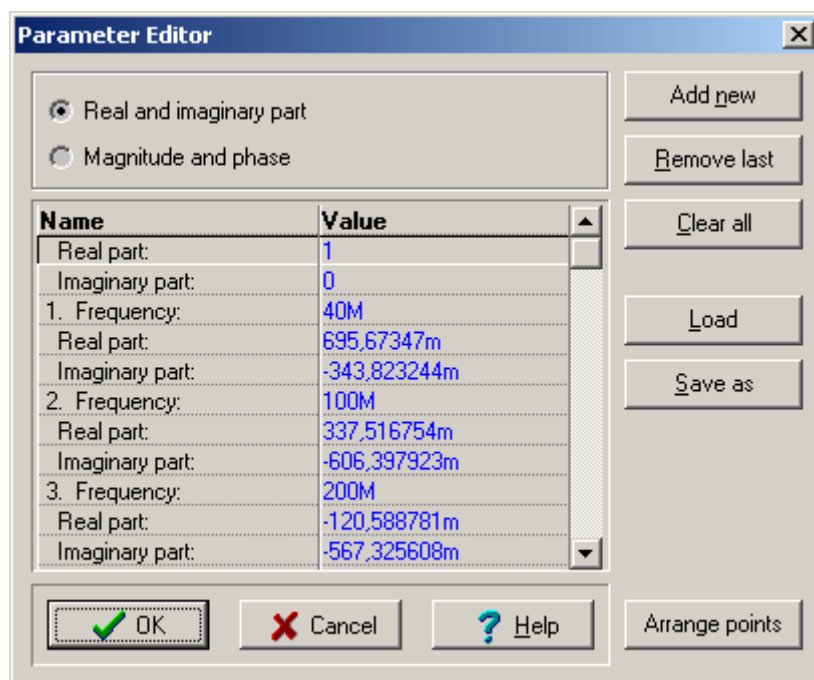 Parameter Editor
Real and imaginary part
Magnitude and phase
Add new
Remove last
Clear all
Load
Save as
Name Value
Real part: 1
Imaginary part: 0
1. Frequency: 40M
Real part: 695,67347m
Imaginary part: -343,823244m
2. Frequency: 100M
Real part: 337,516754m
Imaginary part: -606,397923m
3. Frequency: 200M
Real part: -120,588781m
Imaginary part: -567,325608m
OK Cancel Help Arrange points